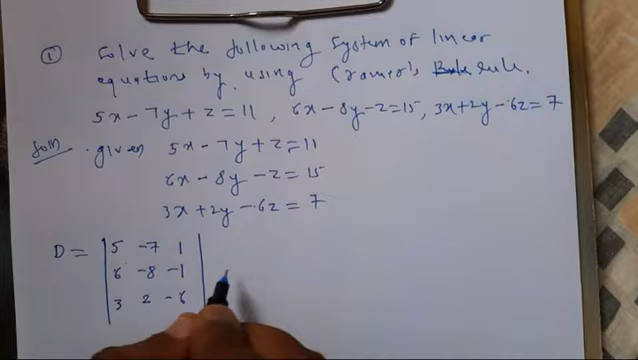 ① Solve the following system of linear
equations by using Cramer's rule.
5x - 7y + z = 11 , 6x - 8y - z = 15, 3x + 2y - 6z = 7
Soln . given 5x - 7y + z = 11
6x - 8y - z = 15
3x + 2y - 6z = 7
D = | 5 -7 1 |
| 6 -8 -1 |
| 3 2 -6 |